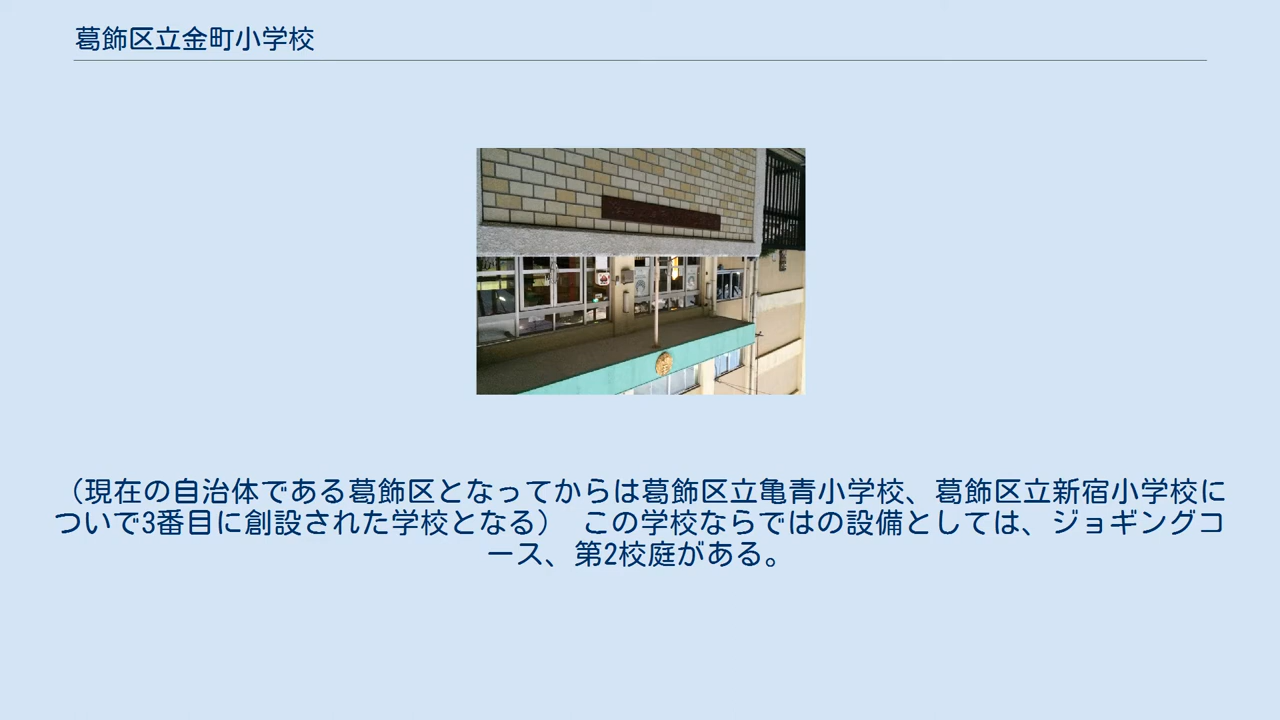 葛飾区立金町小学校
（現在の自治体である葛飾区となってからは葛飾区立亀青小学校、葛飾区立新宿小学校に
ついて3番目に創設された学校となる）　この学校ならではの設備としては、ジョギングコ
ース、第2校庭がある。